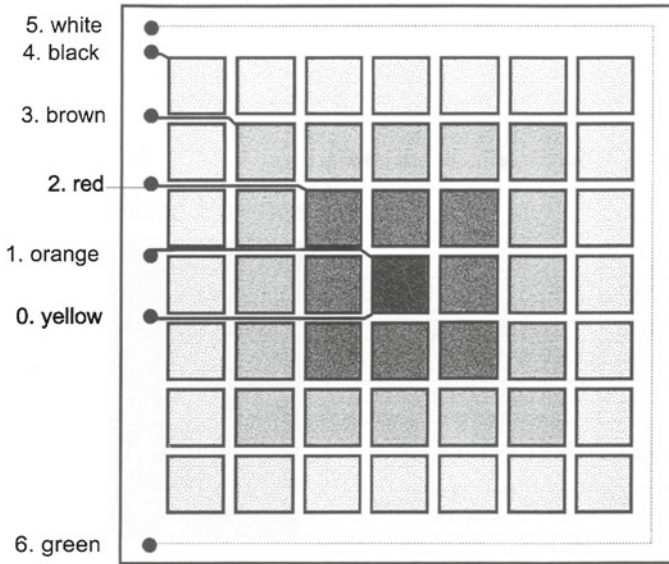 5. white
4. black
3. brown
2. red
1. orange
0. yellow
6. green